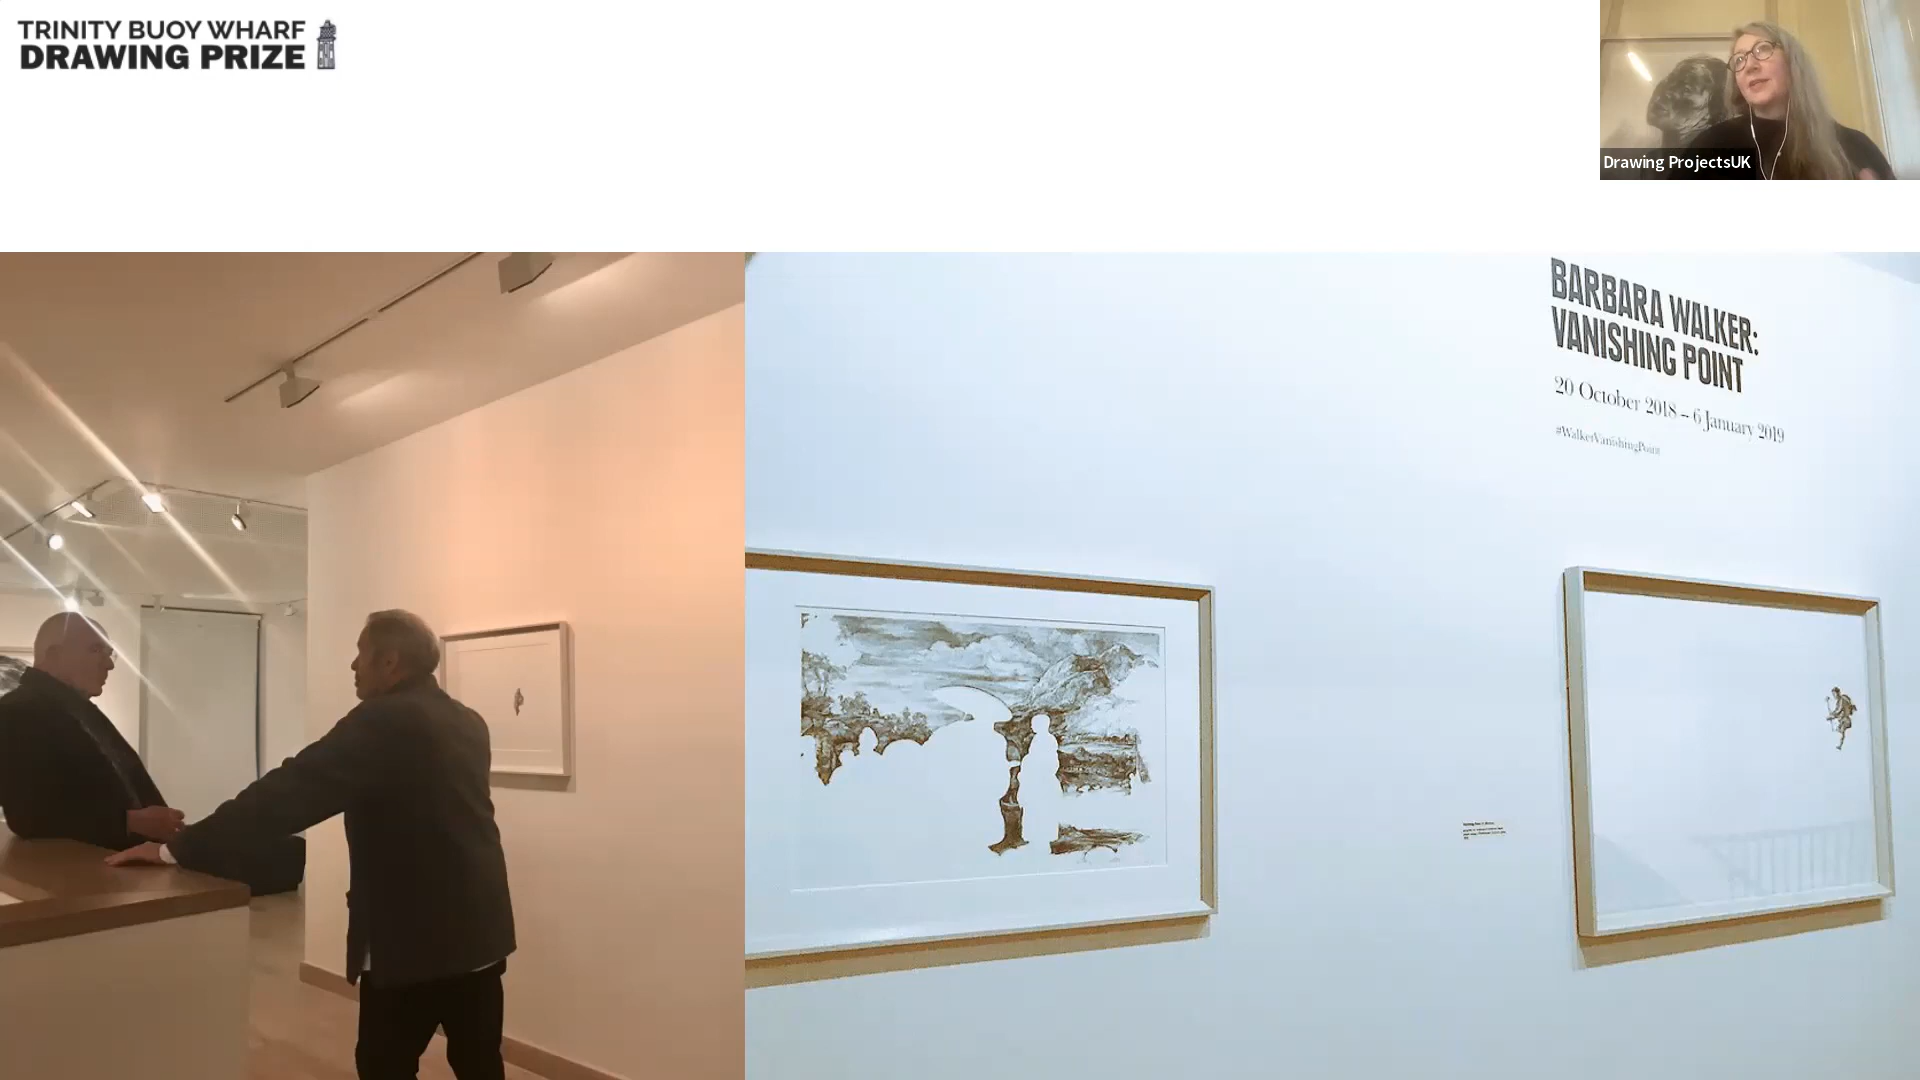 TRINITY BUOY WHARF
DRAWING PRIZE
Drawing ProjectsUK
BARBARA WALKER:
VANISHING POINT
20 October 2018 – 6 January 2019
#WalkerVanishingPoint